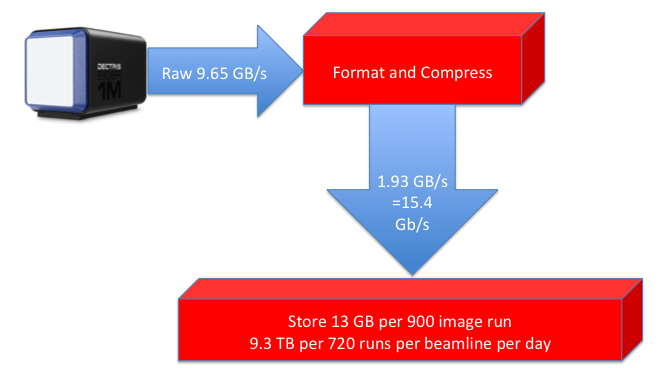 DECTRIS
EIGER
1M
Raw 9.65 GB/s
Format and Compress
1.93 GB/s
=15.4
Gb/s
Store 13 GB per 900 image run
9.3 TB per 720 runs per beamline per day